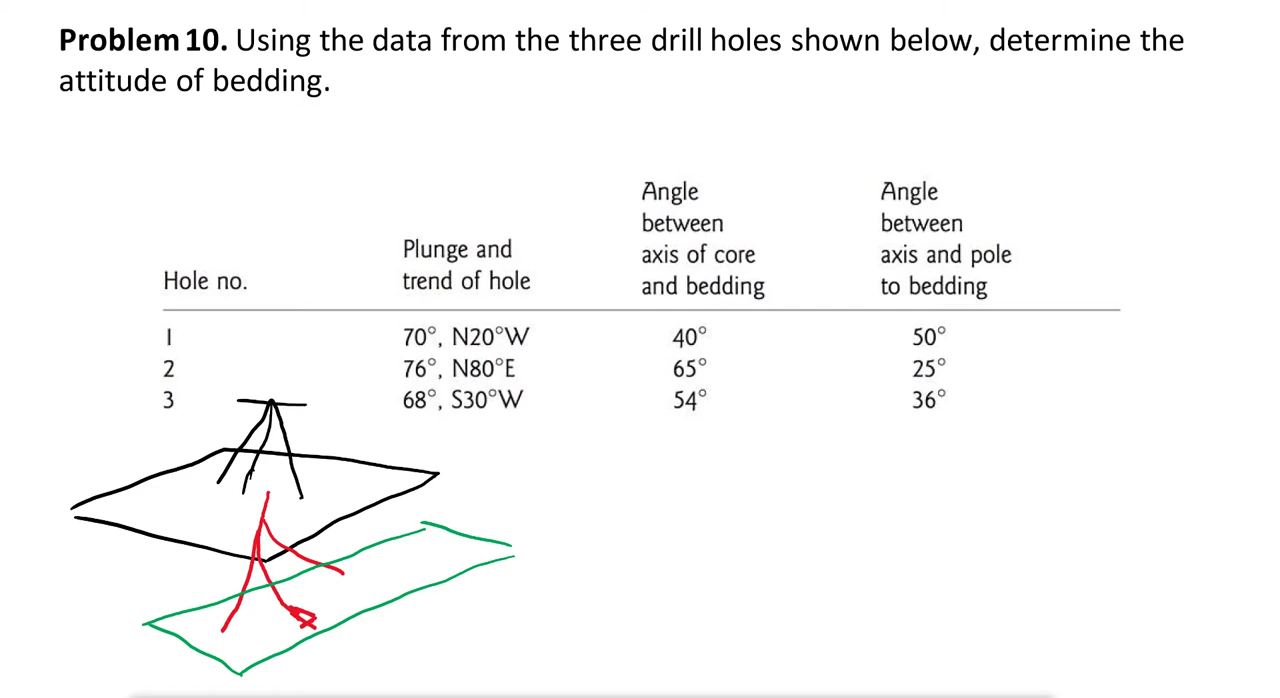 Problem 10. Using the data from the three drill holes shown below, determine the
attitude of bedding.
Hole no.
Plunge and
trend of hole
Angle
between
axis of core
and bedding
Angle
between
axis and pole
to bedding
1 70°, N20°W 40° 50°
2 76°, N80°E 65° 25°
3 68°, S30°W 54° 36°